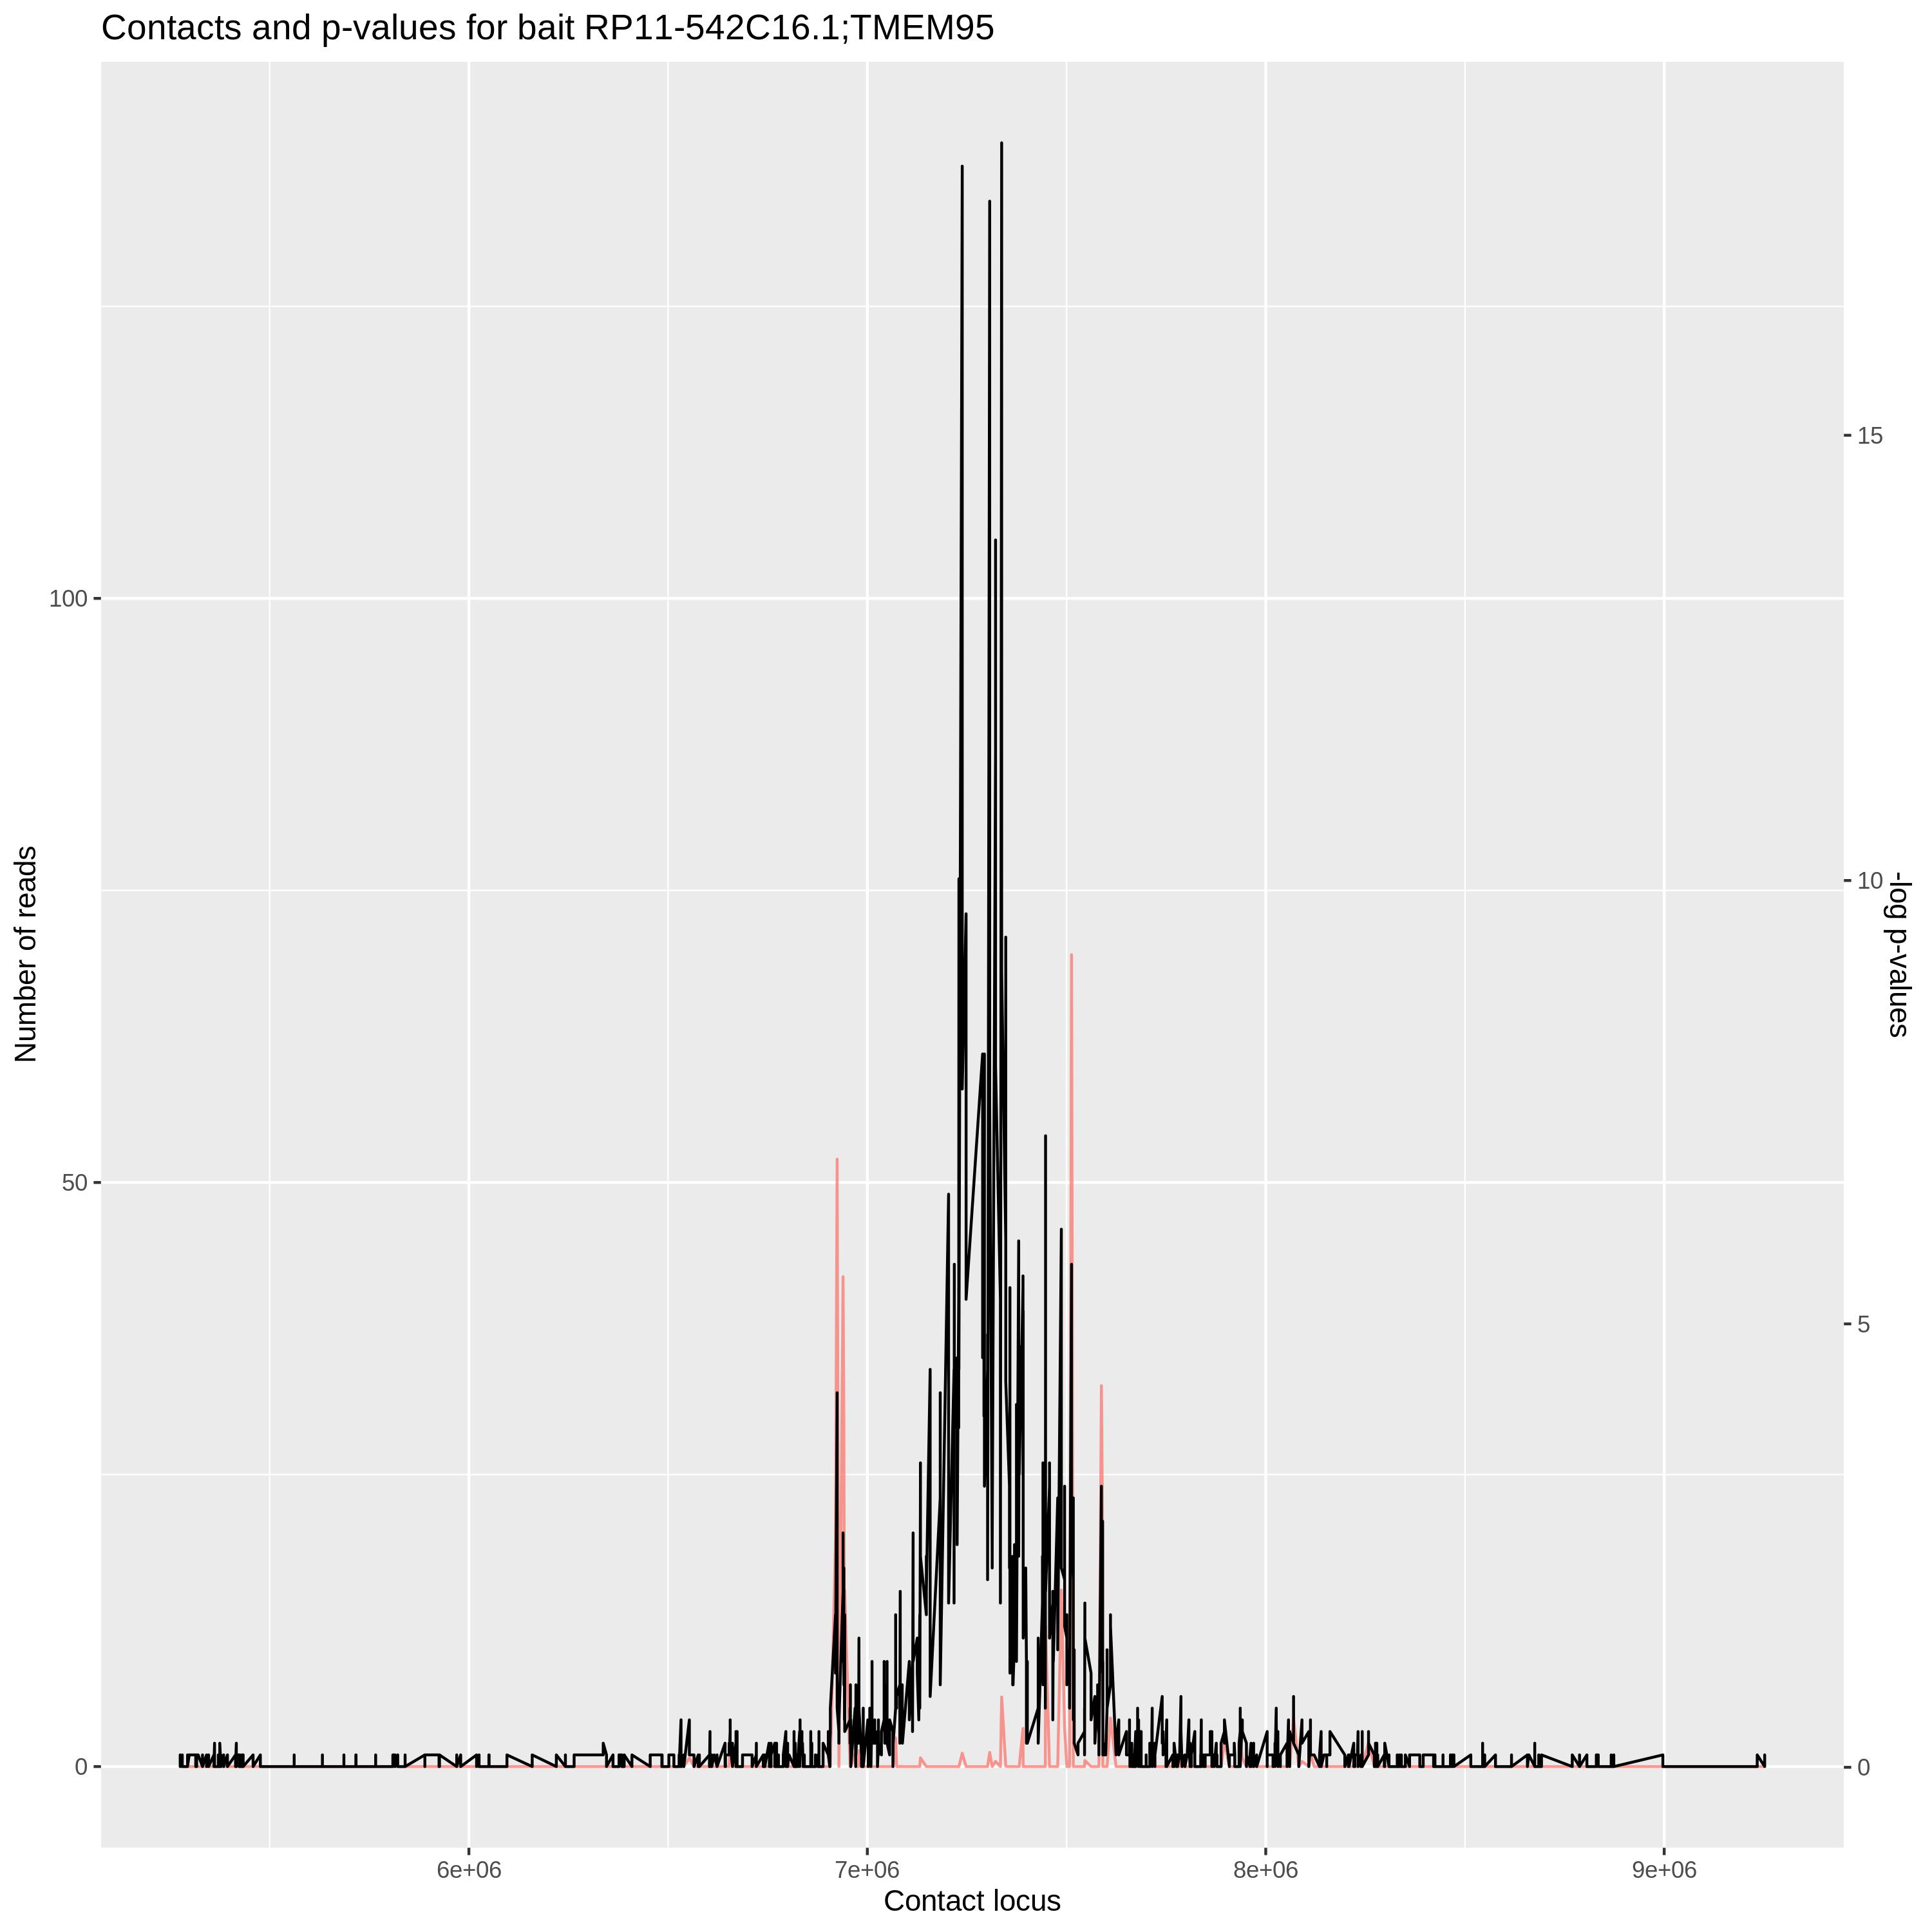 Contacts and p-values for bait RP11-542C16.1;TMEM95
Number of reads
100
50
0
15
10
5
0
-log p-values
6e+06
7e+06
8e+06
9e+06
Contact locus